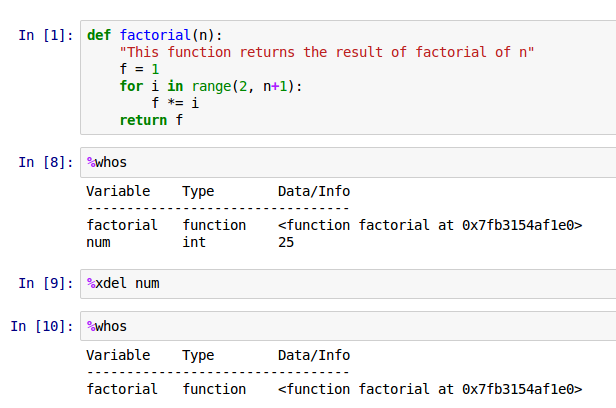 In [1]: def factorial(n):
    "This function returns the result of factorial of n"
    f = 1
    for i in range(2, n+1):
        f *= i
    return f
In [8]: %whos
Variable    Type        Data/Info
---------------------------------
factorial   function    <function factorial at 0x7fb3154af1e0>
num         int         25
In [9]: %xdel num
In [10]: %whos
Variable    Type        Data/Info
---------------------------------
factorial   function    <function factorial at 0x7fb3154af1e0>